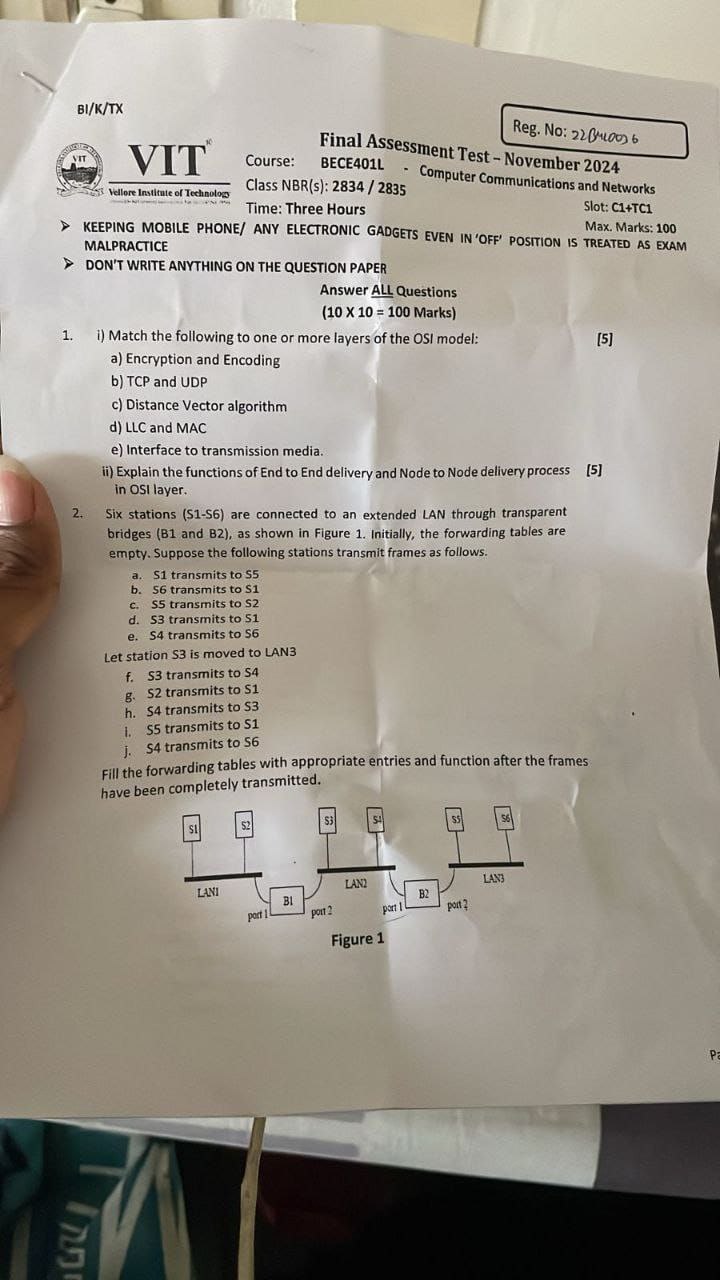 BI/K/TX
Reg. No:
VIT
VIT
Vellore Institute of Technology
Final Assessment Test – November 2024
Course: BECE401L - Computer Communications and Networks
Class NBR(s): 2834 / 2835
Slot: C1+TC1
Time: Three Hours
Max. Marks: 100
➤ KEEPING MOBILE PHONE/ ANY ELECTRONIC GADGETS EVEN IN 'OFF' POSITION IS TREATED AS EXAM
MALPRACTICE
➤ DON'T WRITE ANYTHING ON THE QUESTION PAPER
Answer ALL Questions
(10 X 10 = 100 Marks)
1. i) Match the following to one or more layers of the OSI model: [5]
a) Encryption and Encoding
b) TCP and UDP
c) Distance Vector algorithm
d) LLC and MAC
e) Interface to transmission media.
ii) Explain the functions of End to End delivery and Node to Node delivery process [5]
in OSI layer.
2. Six stations (S1-S6) are connected to an extended LAN through transparent
bridges (B1 and B2), as shown in Figure 1. Initially, the forwarding tables are
empty. Suppose the following stations transmit frames as follows.
a. S1 transmits to S5
b. S6 transmits to S1
c. S5 transmits to S2
d. S3 transmits to S1
e. S4 transmits to S6
Let station S3 is moved to LAN3
f. S3 transmits to S4
g. S2 transmits to S1
h. S4 transmits to S3
i. S5 transmits to S1
j. S4 transmits to S6
Fill the forwarding tables with appropriate entries and function after the frames
have been completely transmitted.
S1 S2 S3 S4 S5 S6
LAN1 LAN2 LAN3
B1 B2
port 1 port 2 port 1 port 2
Figure 1